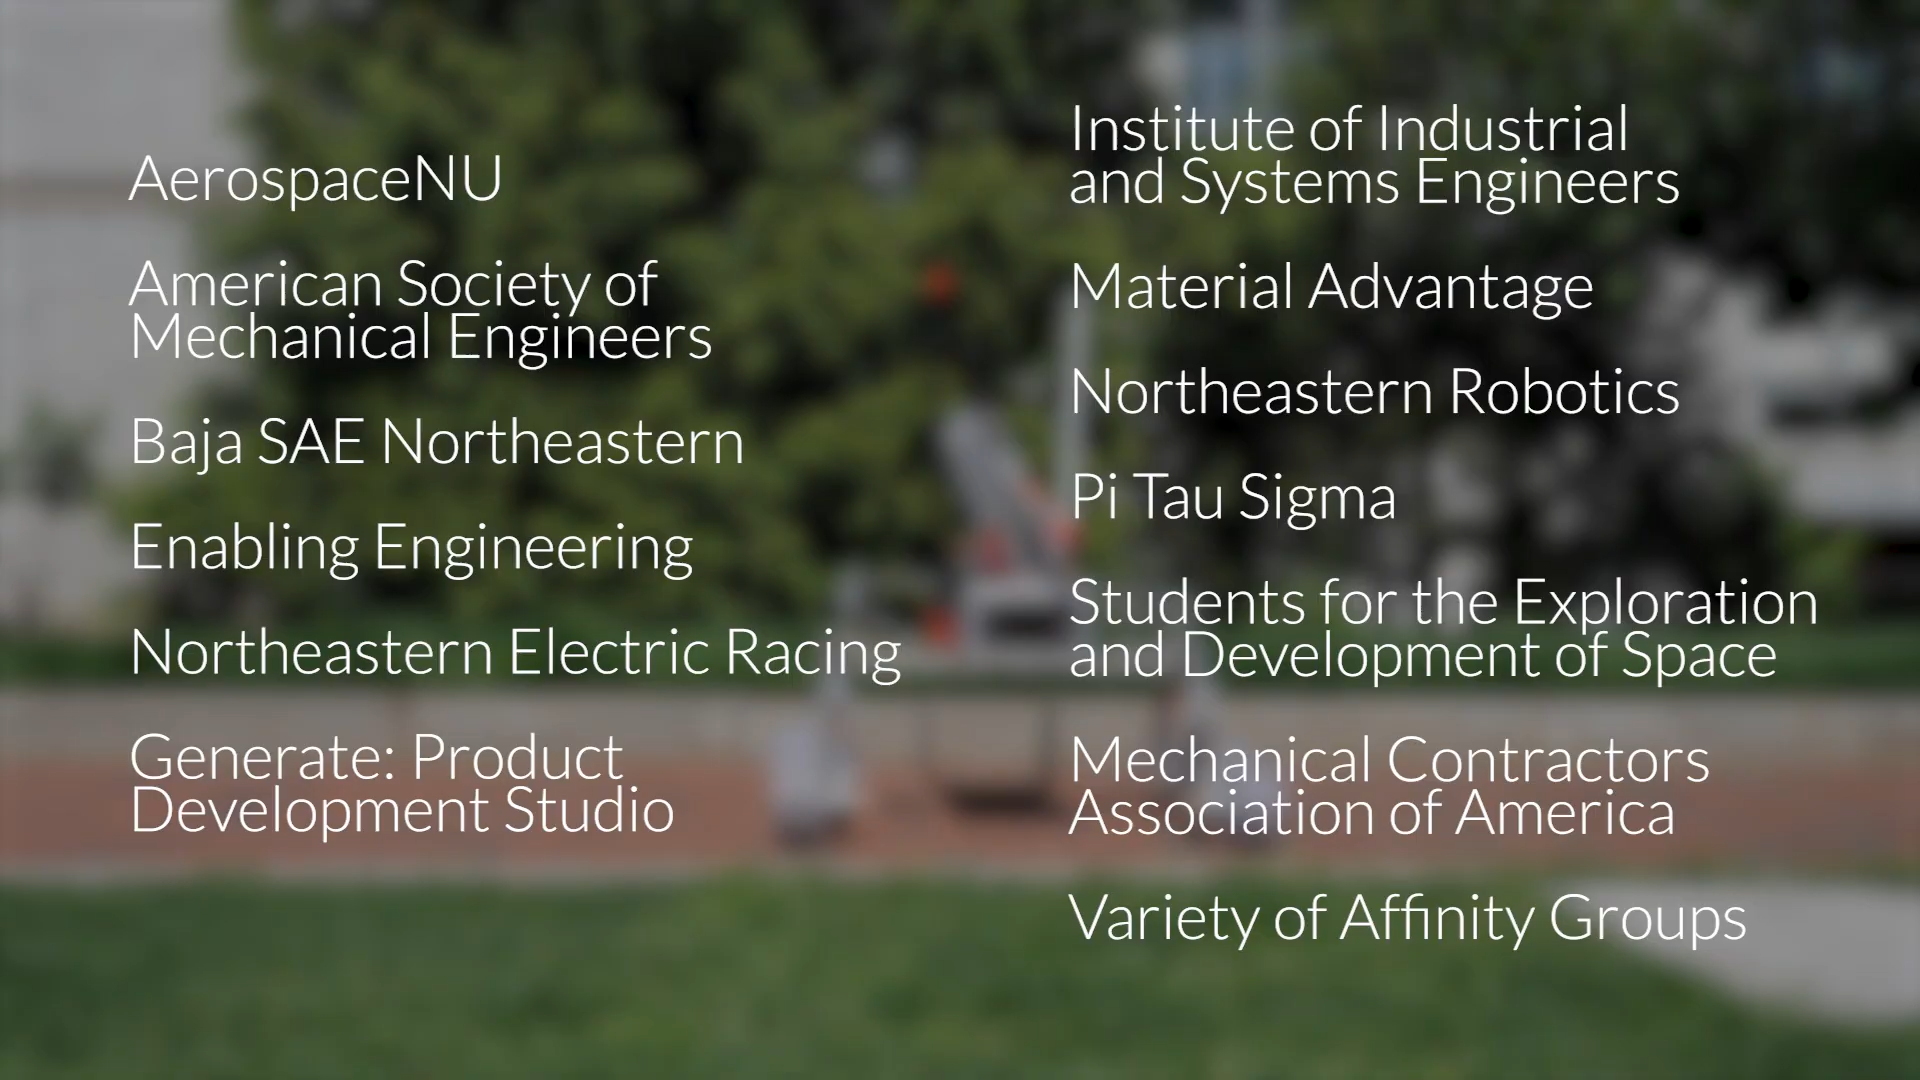 AerospaceNU
American Society of
Mechanical Engineers
Baja SAE Northeastern
Enabling Engineering
Northeastern Electric Racing
Generate: Product
Development Studio
Institute of Industrial
and Systems Engineers
Material Advantage
Northeastern Robotics
Pi Tau Sigma
Students for the Exploration
and Development of Space
Mechanical Contractors
Association of America
Variety of Affinity Groups